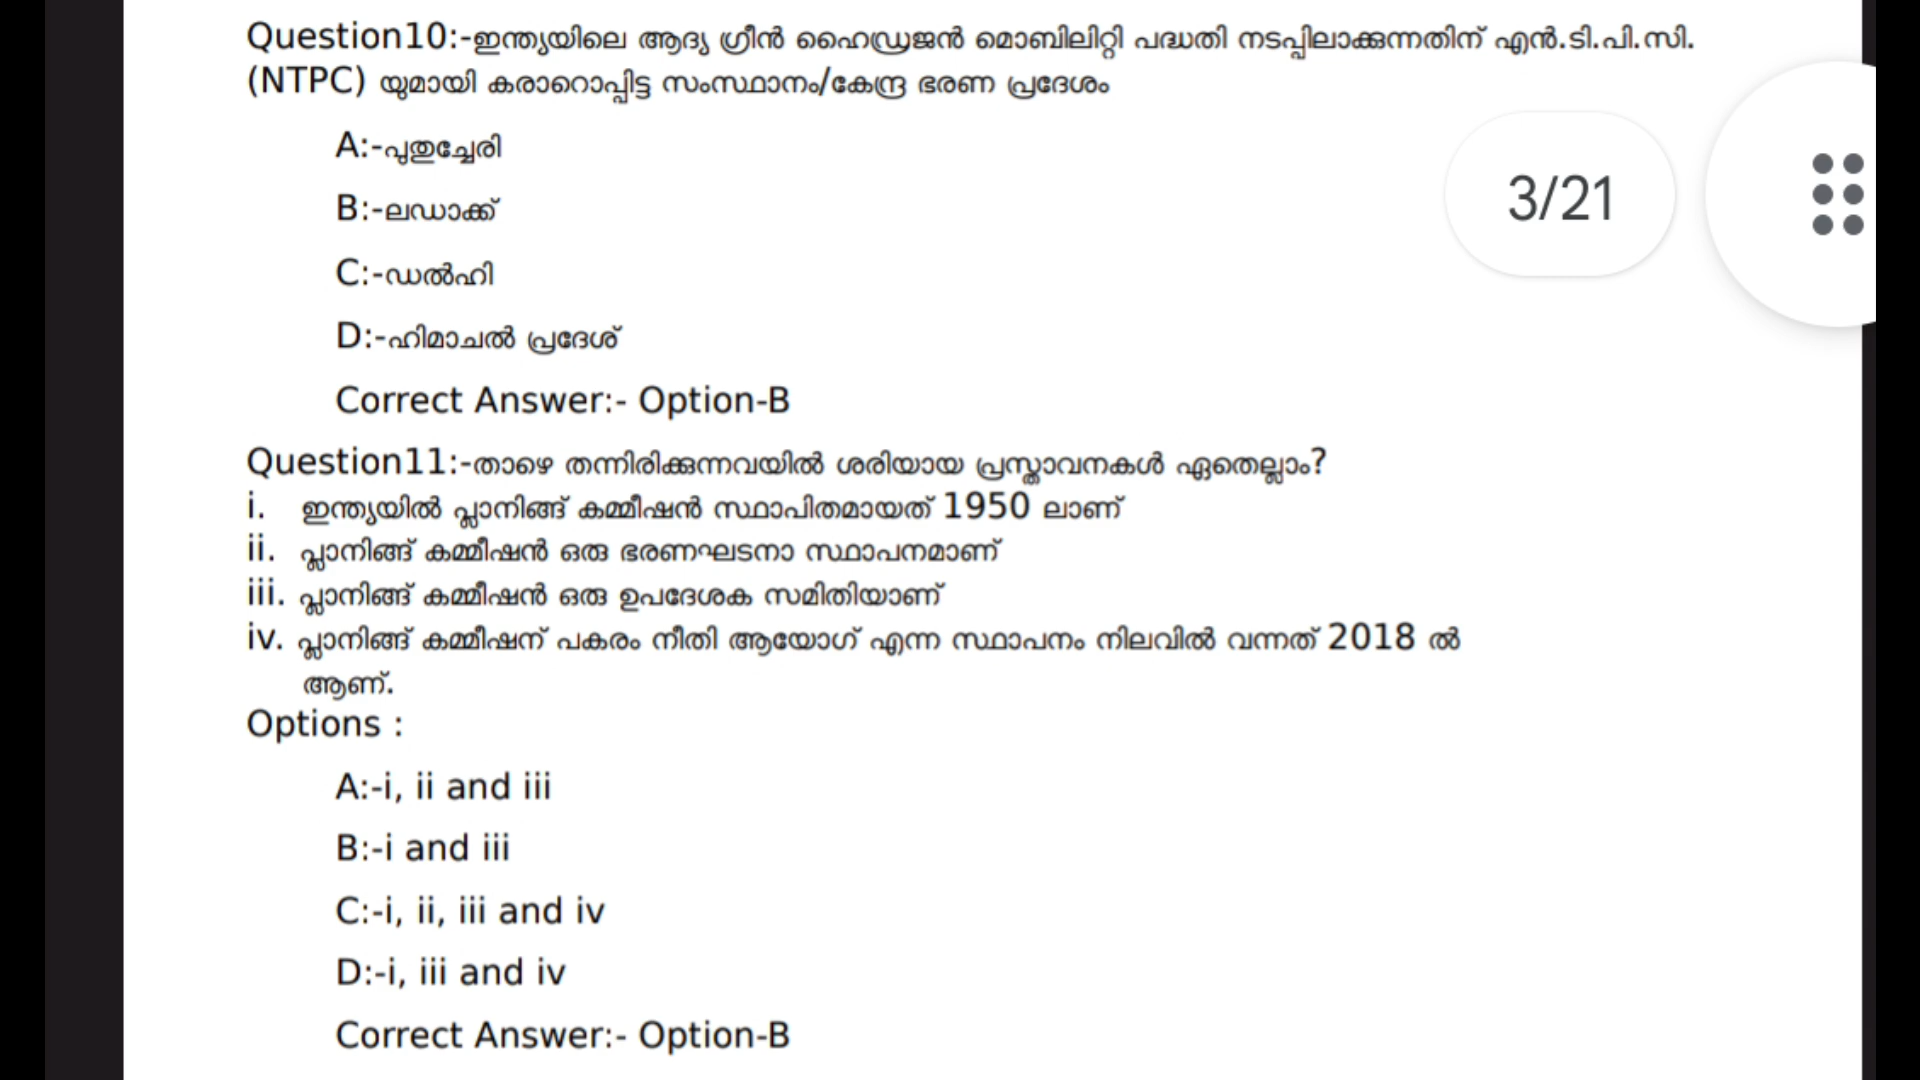 Question10:-ഇന്ത്യയിലെ ആദ്യ ഗ്രീൻ ഹൈഡ്രജൻ മൊബിലിറ്റി പദ്ധതി നടപ്പിലാക്കുന്നതിന് എൻ.ടി.പി.സി.
(NTPC) യുമായി കരാറൊപ്പിട്ട സംസ്ഥാനം/കേന്ദ്ര ഭരണ പ്രദേശം
A:-പുതുച്ചേരി
B:-ലഡാക്ക്
3/21
C:-ഡൽഹി
D:-ഹിമാചൽ പ്രദേശ്
Correct Answer:- Option-B
Question11:-താഴെ തന്നിരിക്കുന്നവയിൽ ശരിയായ പ്രസ്താവനകൾ ഏതെല്ലാം?
i. ഇന്ത്യയിൽ പ്ലാനിങ്ങ് കമ്മീഷൻ സ്ഥാപിതമായത് 1950 ലാണ്
ii. പ്ലാനിങ്ങ് കമ്മീഷൻ ഒരു ഭരണഘടനാ സ്ഥാപനമാണ്
iii. പ്ലാനിങ്ങ് കമ്മീഷൻ ഒരു ഉപദേശക സമിതിയാണ്
iv. പ്ലാനിങ്ങ് കമ്മീഷന് പകരം നീതി ആയോഗ് എന്ന സ്ഥാപനം നിലവിൽ വന്നത് 2018 ൽ
ആണ്.
Options :
A:-i, ii and iii
B:-i and iii
C:-i, ii, iii and iv
D:-i, iii and iv
Correct Answer:- Option-B